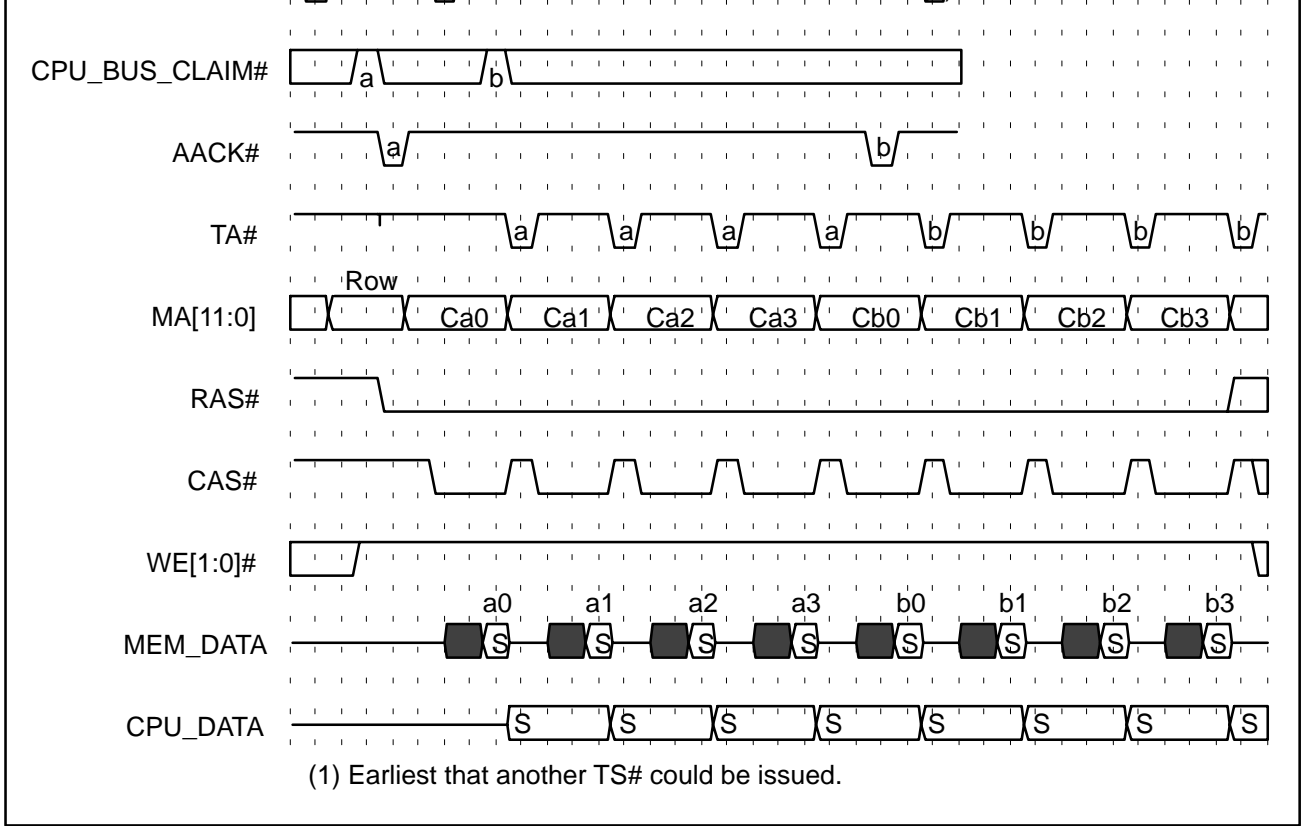 CPU_BUS_CLAIM# a b
AACK# a b
TA# a a a a b b b b
Row
MA[11:0] Ca0 Ca1 Ca2 Ca3 Cb0 Cb1 Cb2 Cb3
RAS#
CAS#
WE[1:0]#
a0 a1 a2 a3 b0 b1 b2 b3
MEM_DATA S S S S S S S S
CPU_DATA S S S S S S S S
(1) Earliest that another TS# could be issued.